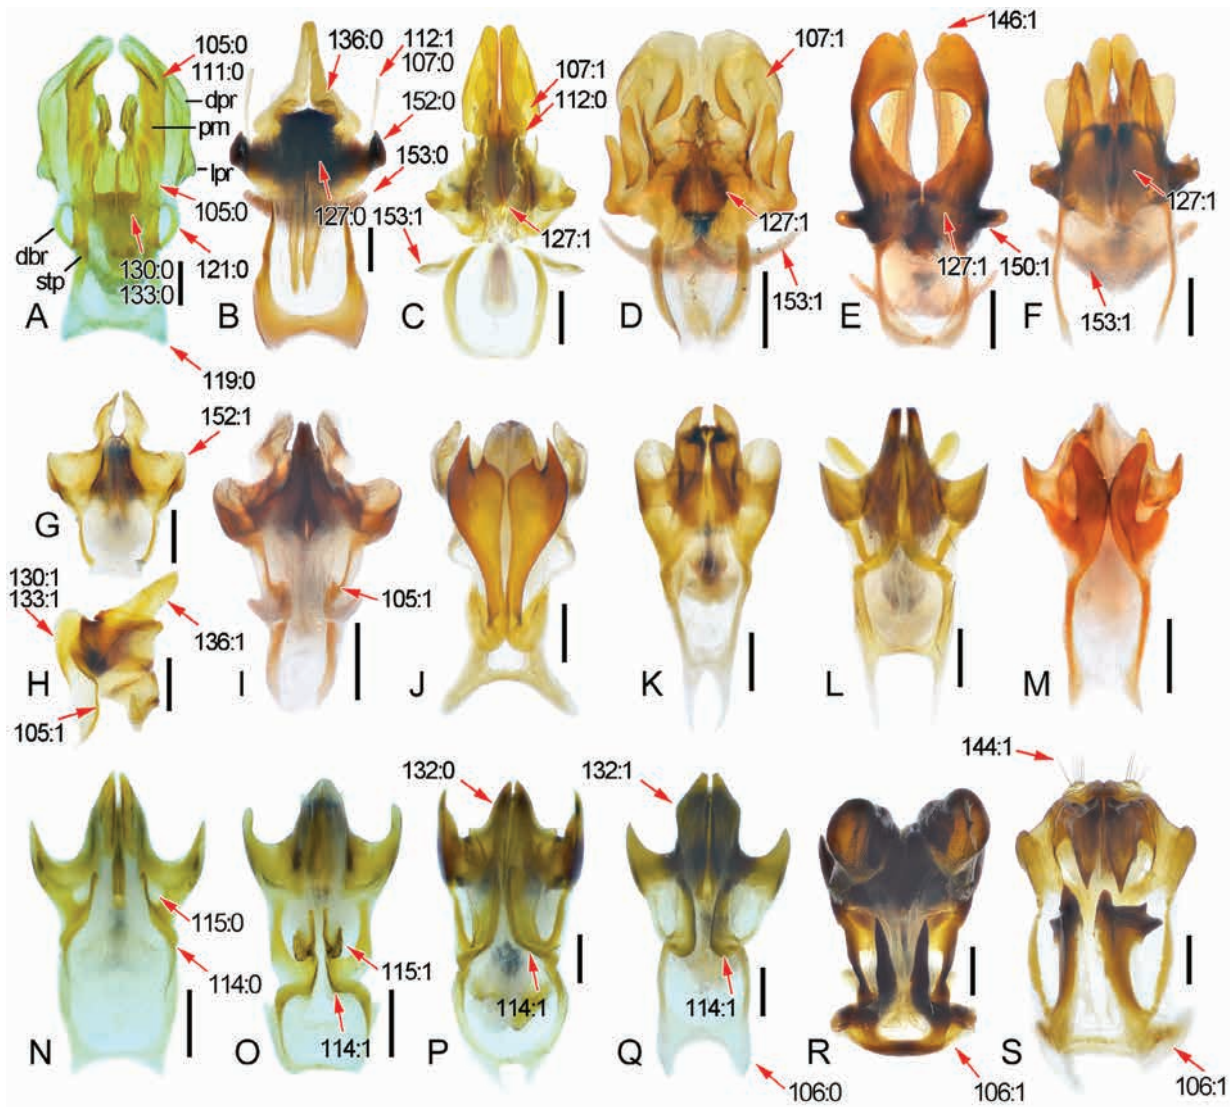 105:0
111:0
dpr
pm
lpr
105:0
dbr
stp
130:0
133:0
121:0
A
119:0
136:0
112:1
107:0
152:0
153:0
127:0
B
153:1
107:1
112:0
127:1
C
107:1
127:1
153:1
D
146:1
127:1
150:1
E
127:1
153:1
F
152:1
G
130:1
133:1
136:1
H
105:1
105:1
I
J
K
L
M
115:0
114:0
N
115:1
114:1
O
132:0
114:1
P
132:1
114:1
Q
106:0
R
106:1
144:1
S
106:1